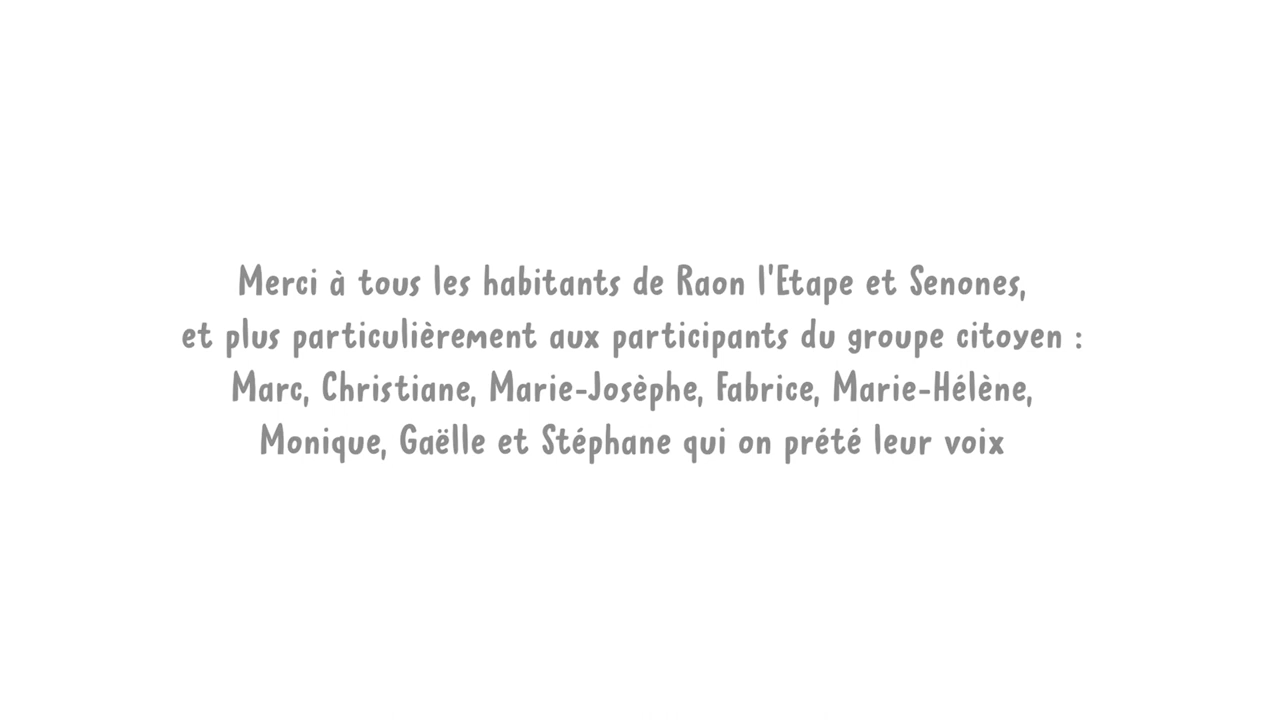 Merci à tous les habitants de Raon l'Etape et Senones,
et plus particulièrement aux participants du groupe citoyen :
Marc, Christiane, Marie-Josèphe, Fabrice, Marie-Hélène,
Monique, Gaëlle et Stéphane qui on prété leur voix